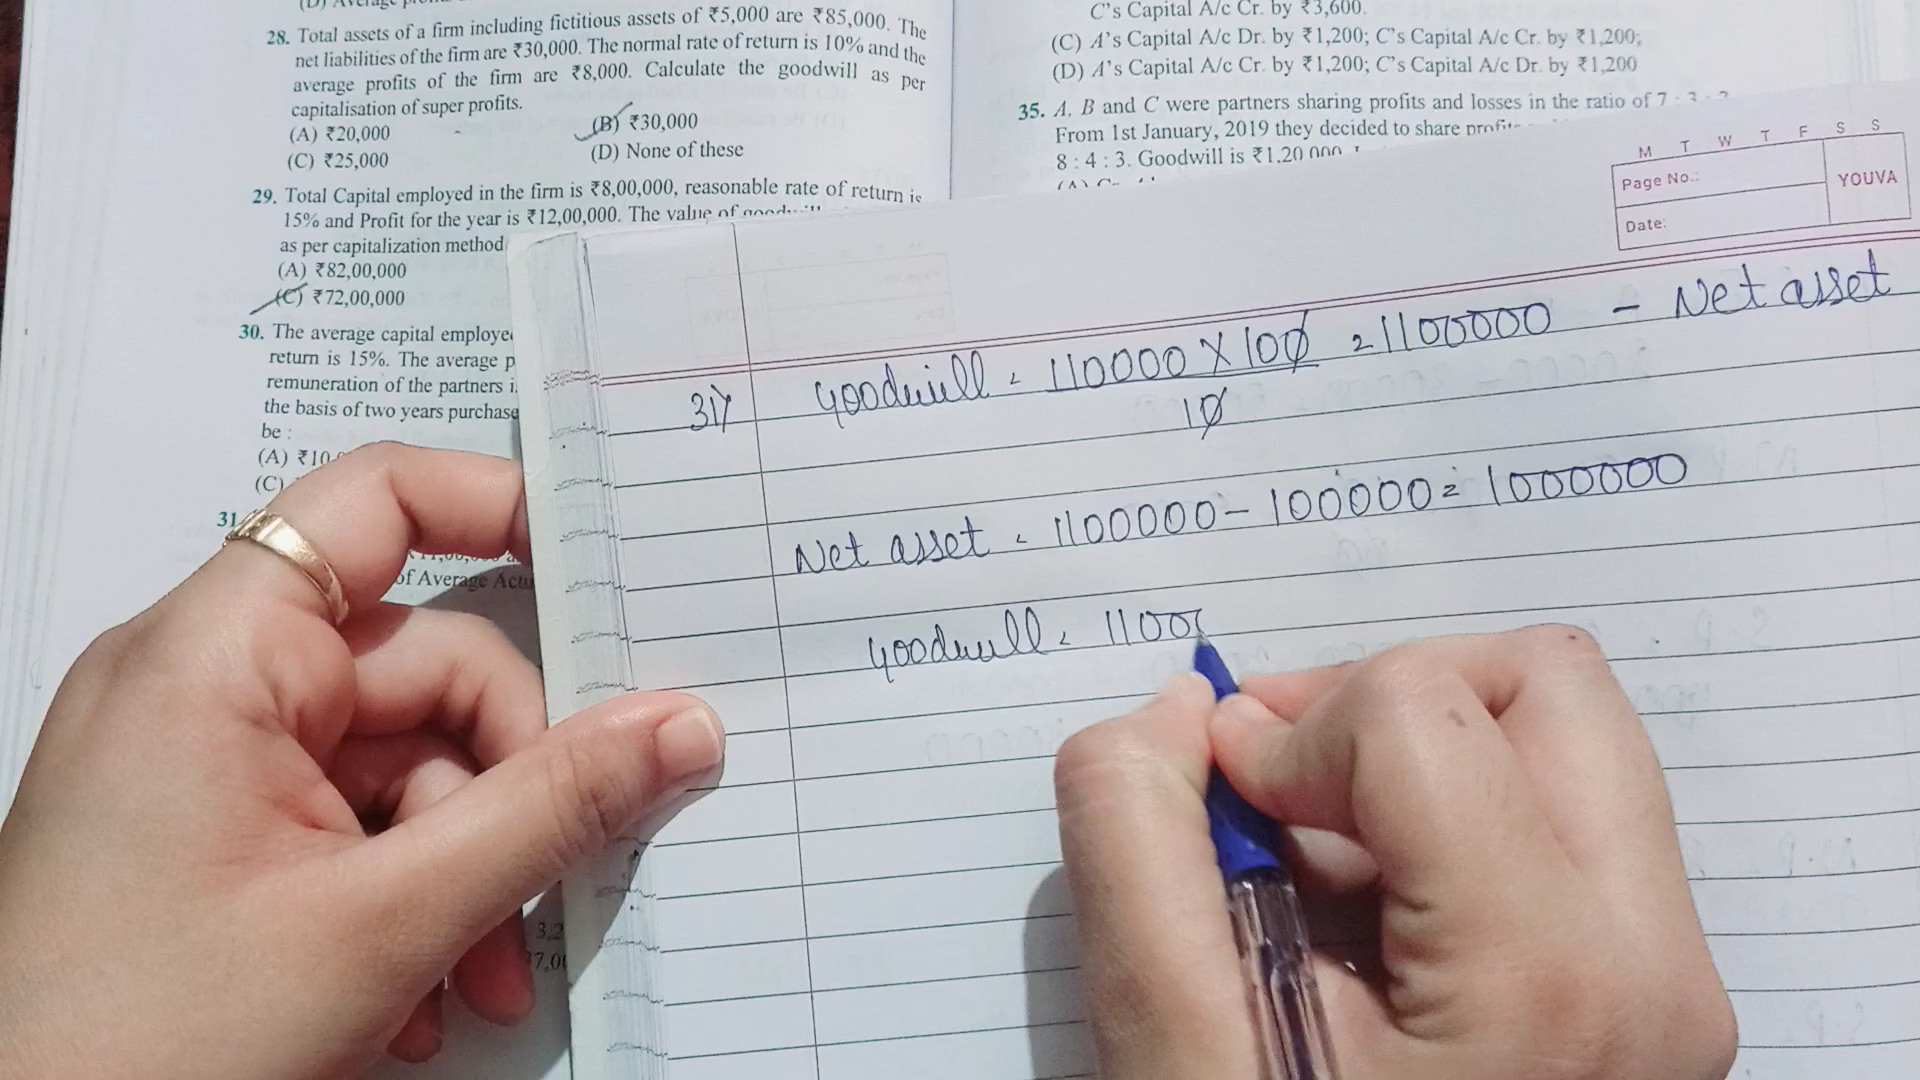 28. Total assets of a firm including fictitious assets of ₹5,000 are ₹85,000. The
net liabilities of the firm are ₹30,000. The normal rate of return is 10% and the
average profits of the firm are ₹8,000. Calculate the goodwill as per
capitalisation of super profits.
(A) ₹20,000
(B) ₹30,000
(C) ₹25,000
(D) None of these
29. Total Capital employed in the firm is ₹8,00,000, reasonable rate of return is
15% and Profit for the year is ₹12,00,000. The value of
as per capitalization method
(A) ₹82,00,000
(C) ₹72,00,000
30. The average capital
return is 15%. The average
remuneration of the partners
the basis of two years purchase
be :
(A)
(C)
31
of Average
C's Capital A/c Cr. by ₹3,600.
(C) A's Capital A/c Dr. by ₹1,200; C's Capital A/c Cr. by ₹1,200;
(D) A's Capital A/c Cr. by ₹1,200; C's Capital A/c Dr. by ₹1,200
35. A, B and C were partners sharing profits and losses in the ratio of 7 : 3 :
From 1st January, 2019 they decided to share
8 : 4 : 3. Goodwill is ₹1,20,000
M T W T F S S
Page No.:
YOUVA
Date:
31) Goodwill = 110000 X 100 = 1100000 - Net asset
10
Net asset = 1100000 - 100000 = 1000000
Goodwill = 1100